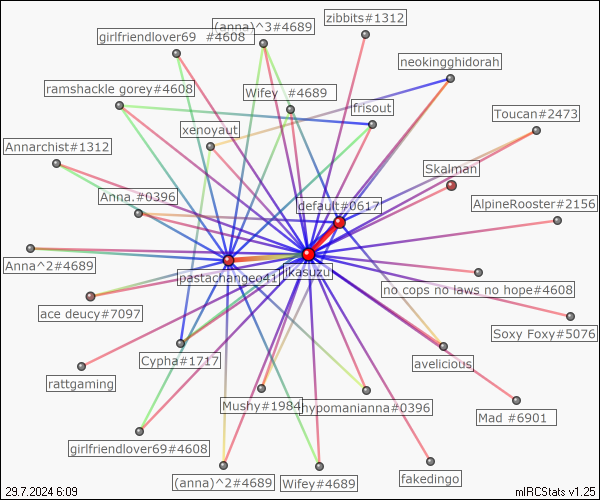 zibbits#1312
(anna)^3#4689
girlfriendlover69 #4608
neokingghidorah
ramshackle gorey#4608
Wifey #4689
frisout
Toucan#2473
xenoyaut
Annarchist#1312
Skalman
Anna.#0396
default#0617
AlpineRooster#2156
Anna^2#4689
pastachangeo41
ikasuzu
no cops no laws no hope#4608
ace deucy#7097
Soxy Foxy#5076
Cypha#1717
avelicious
rattgaming
Mushy#1984
hypomanianna#0396
Mad #6901
girlfriendlover69#4608
(anna)^2#4689
Wifey#4689
fakedingo
29.7.2024 6:09
mIRCStats v1.25